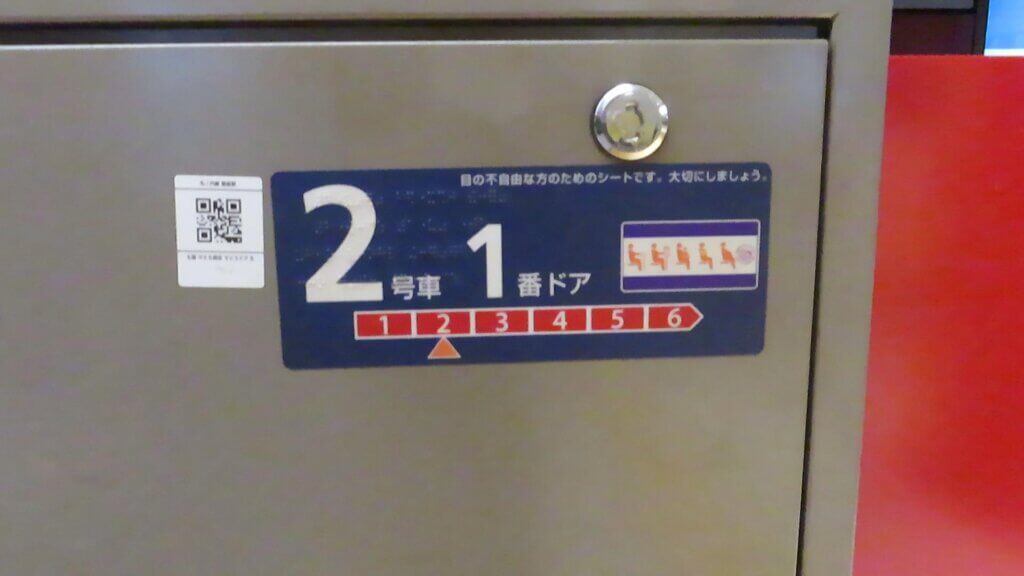 目の不自由な方のためのシートです。大切にしましょう。
2号車 1番ドア
1 2 3 4 5 6